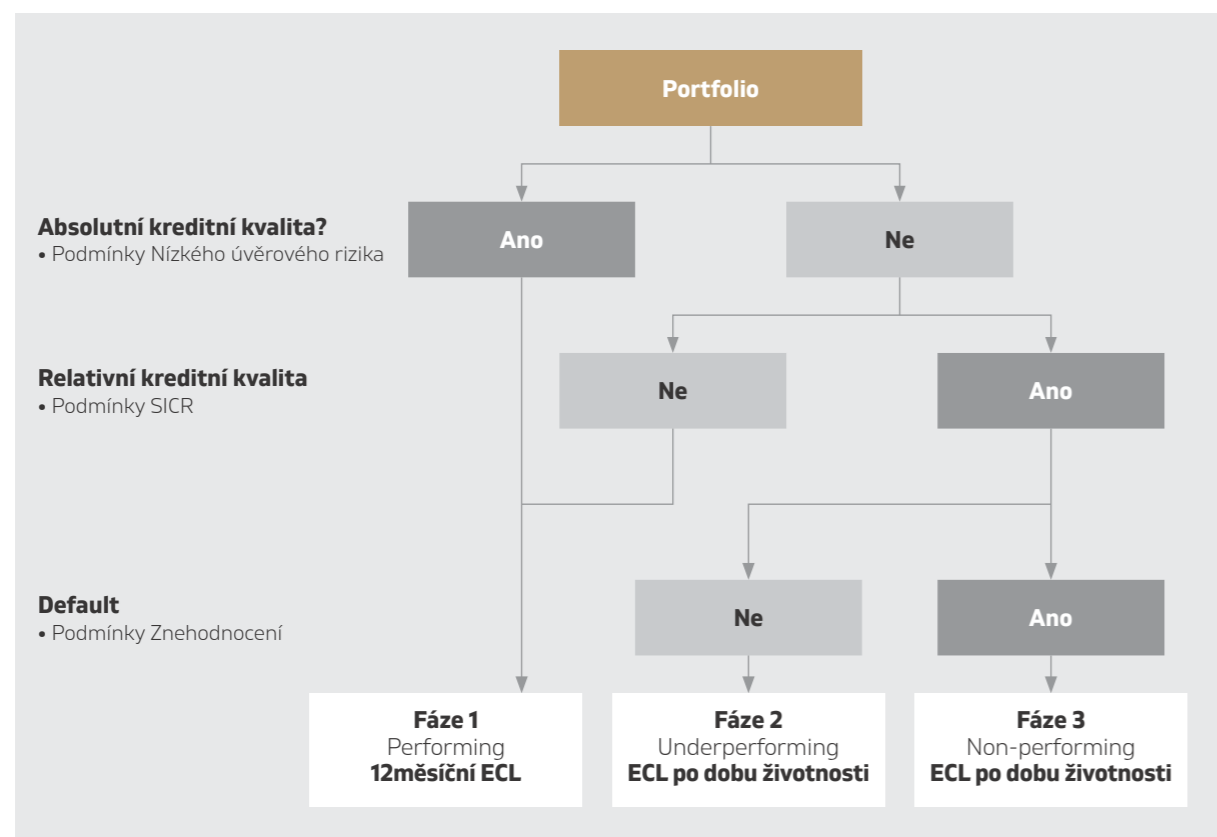 Portfolio
Absolutní kreditní kvalita?
• Podmínky Nízkého úvěrového rizika
Ano
Ne
Relativní kreditní kvalita
• Podmínky SICR
Ne
Ano
Default
• Podmínky Znehodnocení
Ne
Ano
Fáze 1
Performing
12měsíční ECL
Fáze 2
Underperforming
ECL po dobu životnosti
Fáze 3
Non-performing
ECL po dobu životnosti